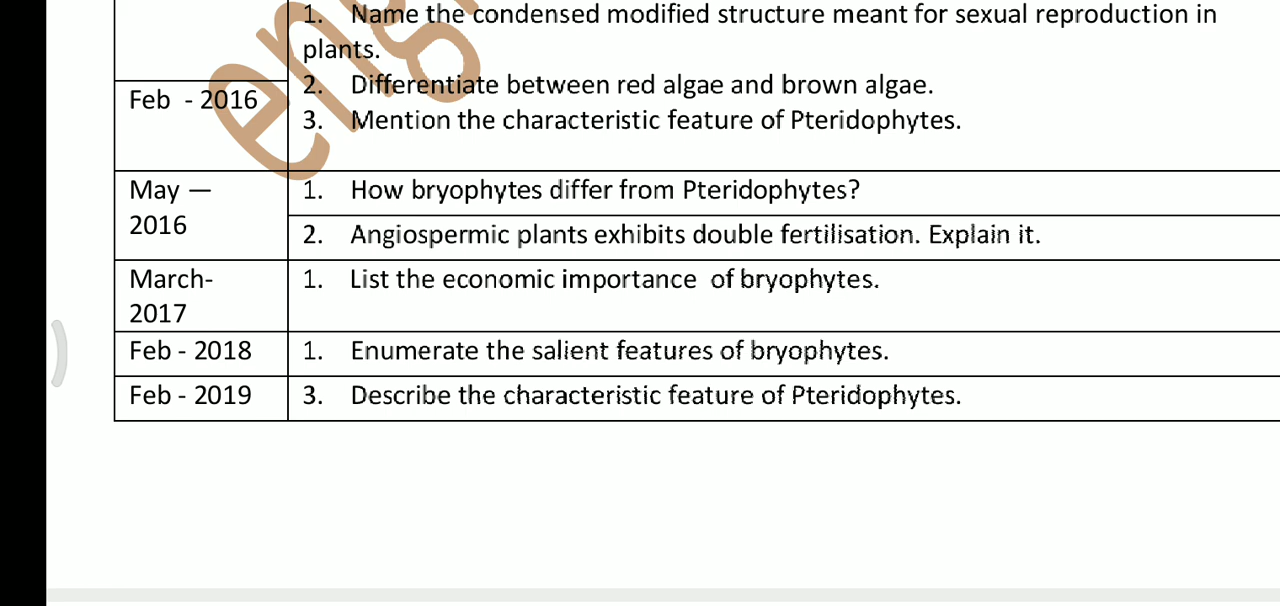 1. Name the condensed modified structure meant for sexual reproduction in
plants.
Feb - 2016
2. Differentiate between red algae and brown algae.
3. Mention the characteristic feature of Pteridophytes.
May —
2016
1. How bryophytes differ from Pteridophytes?
2. Angiospermic plants exhibits double fertilisation. Explain it.
March-
2017
1. List the economic importance of bryophytes.
Feb - 2018
1. Enumerate the salient features of bryophytes.
Feb - 2019
3. Describe the characteristic feature of Pteridophytes.